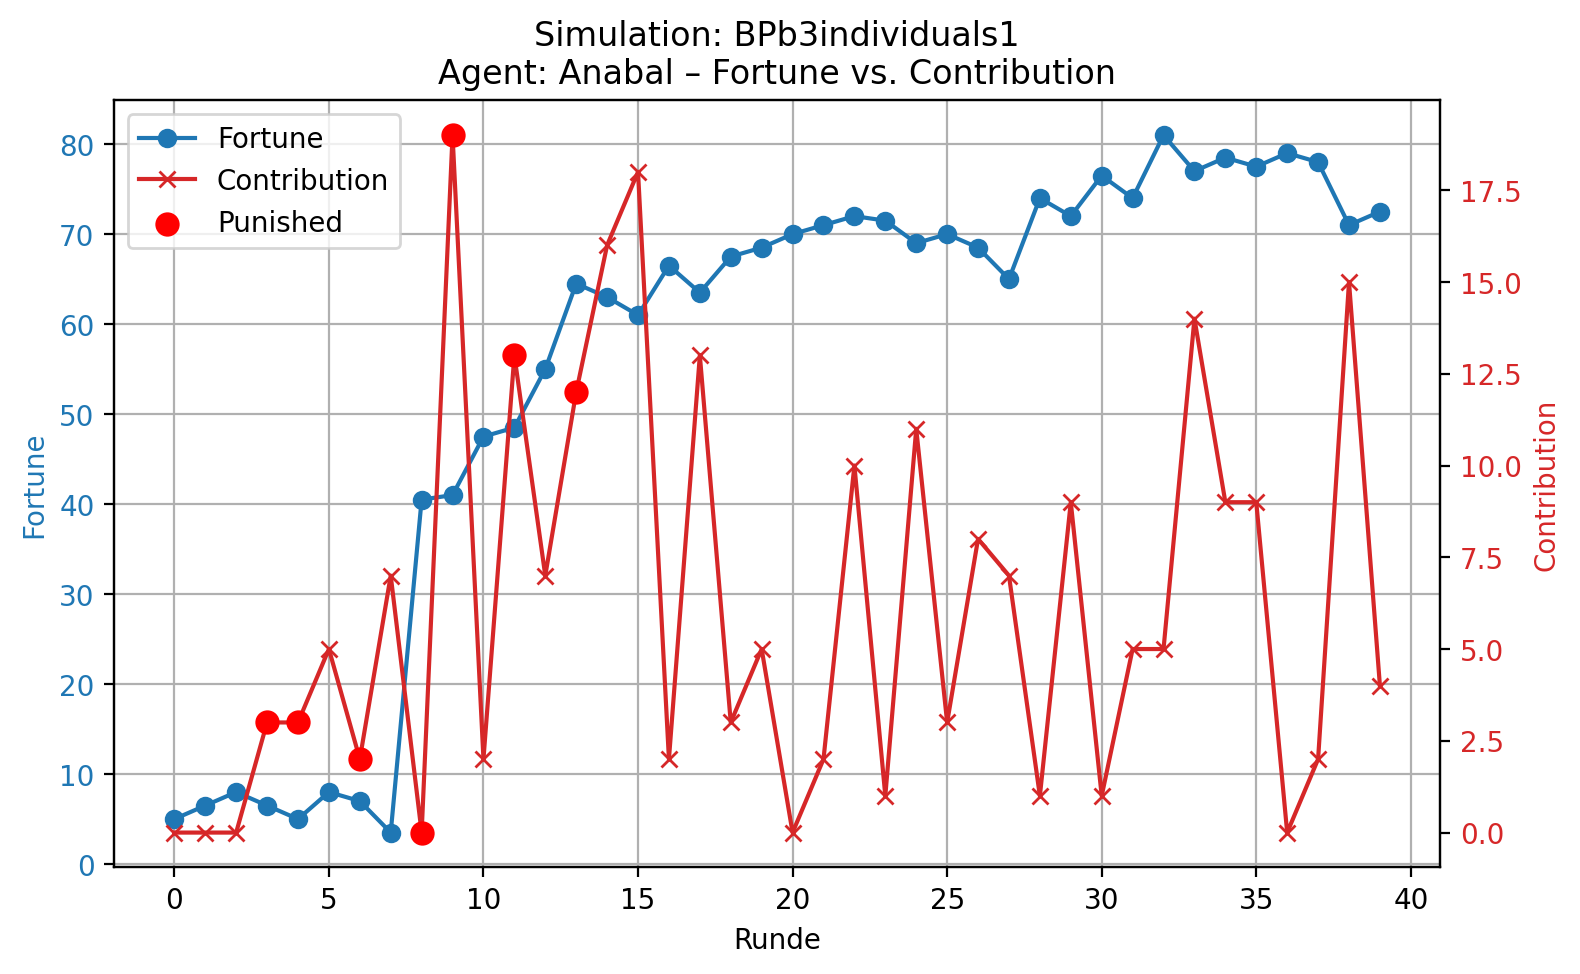 Simulation: BPb3individuals1
Agent: Anabal – Fortune vs. Contribution
Fortune
Contribution
Punished
80
70
60
50
40
30
20
10
0
Fortune
17.5
15.0
12.5
10.0
7.5
5.0
2.5
0.0
Contribution
0 5 10 15 20 25 30 35 40
Runde